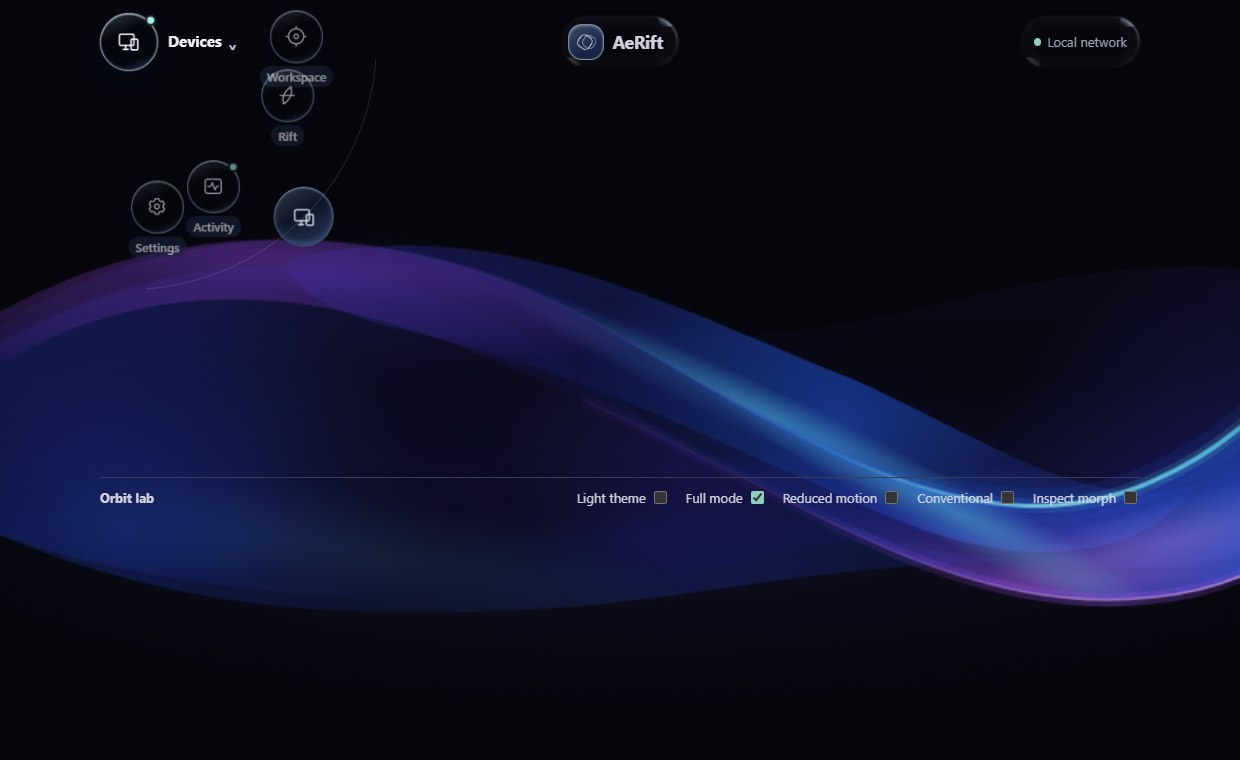 Devices
AeRift
Local network
Workspace
Rift
Activity
Settings
Orbit lab
Light theme
Full mode
Reduced motion
Conventional
Inspect morph